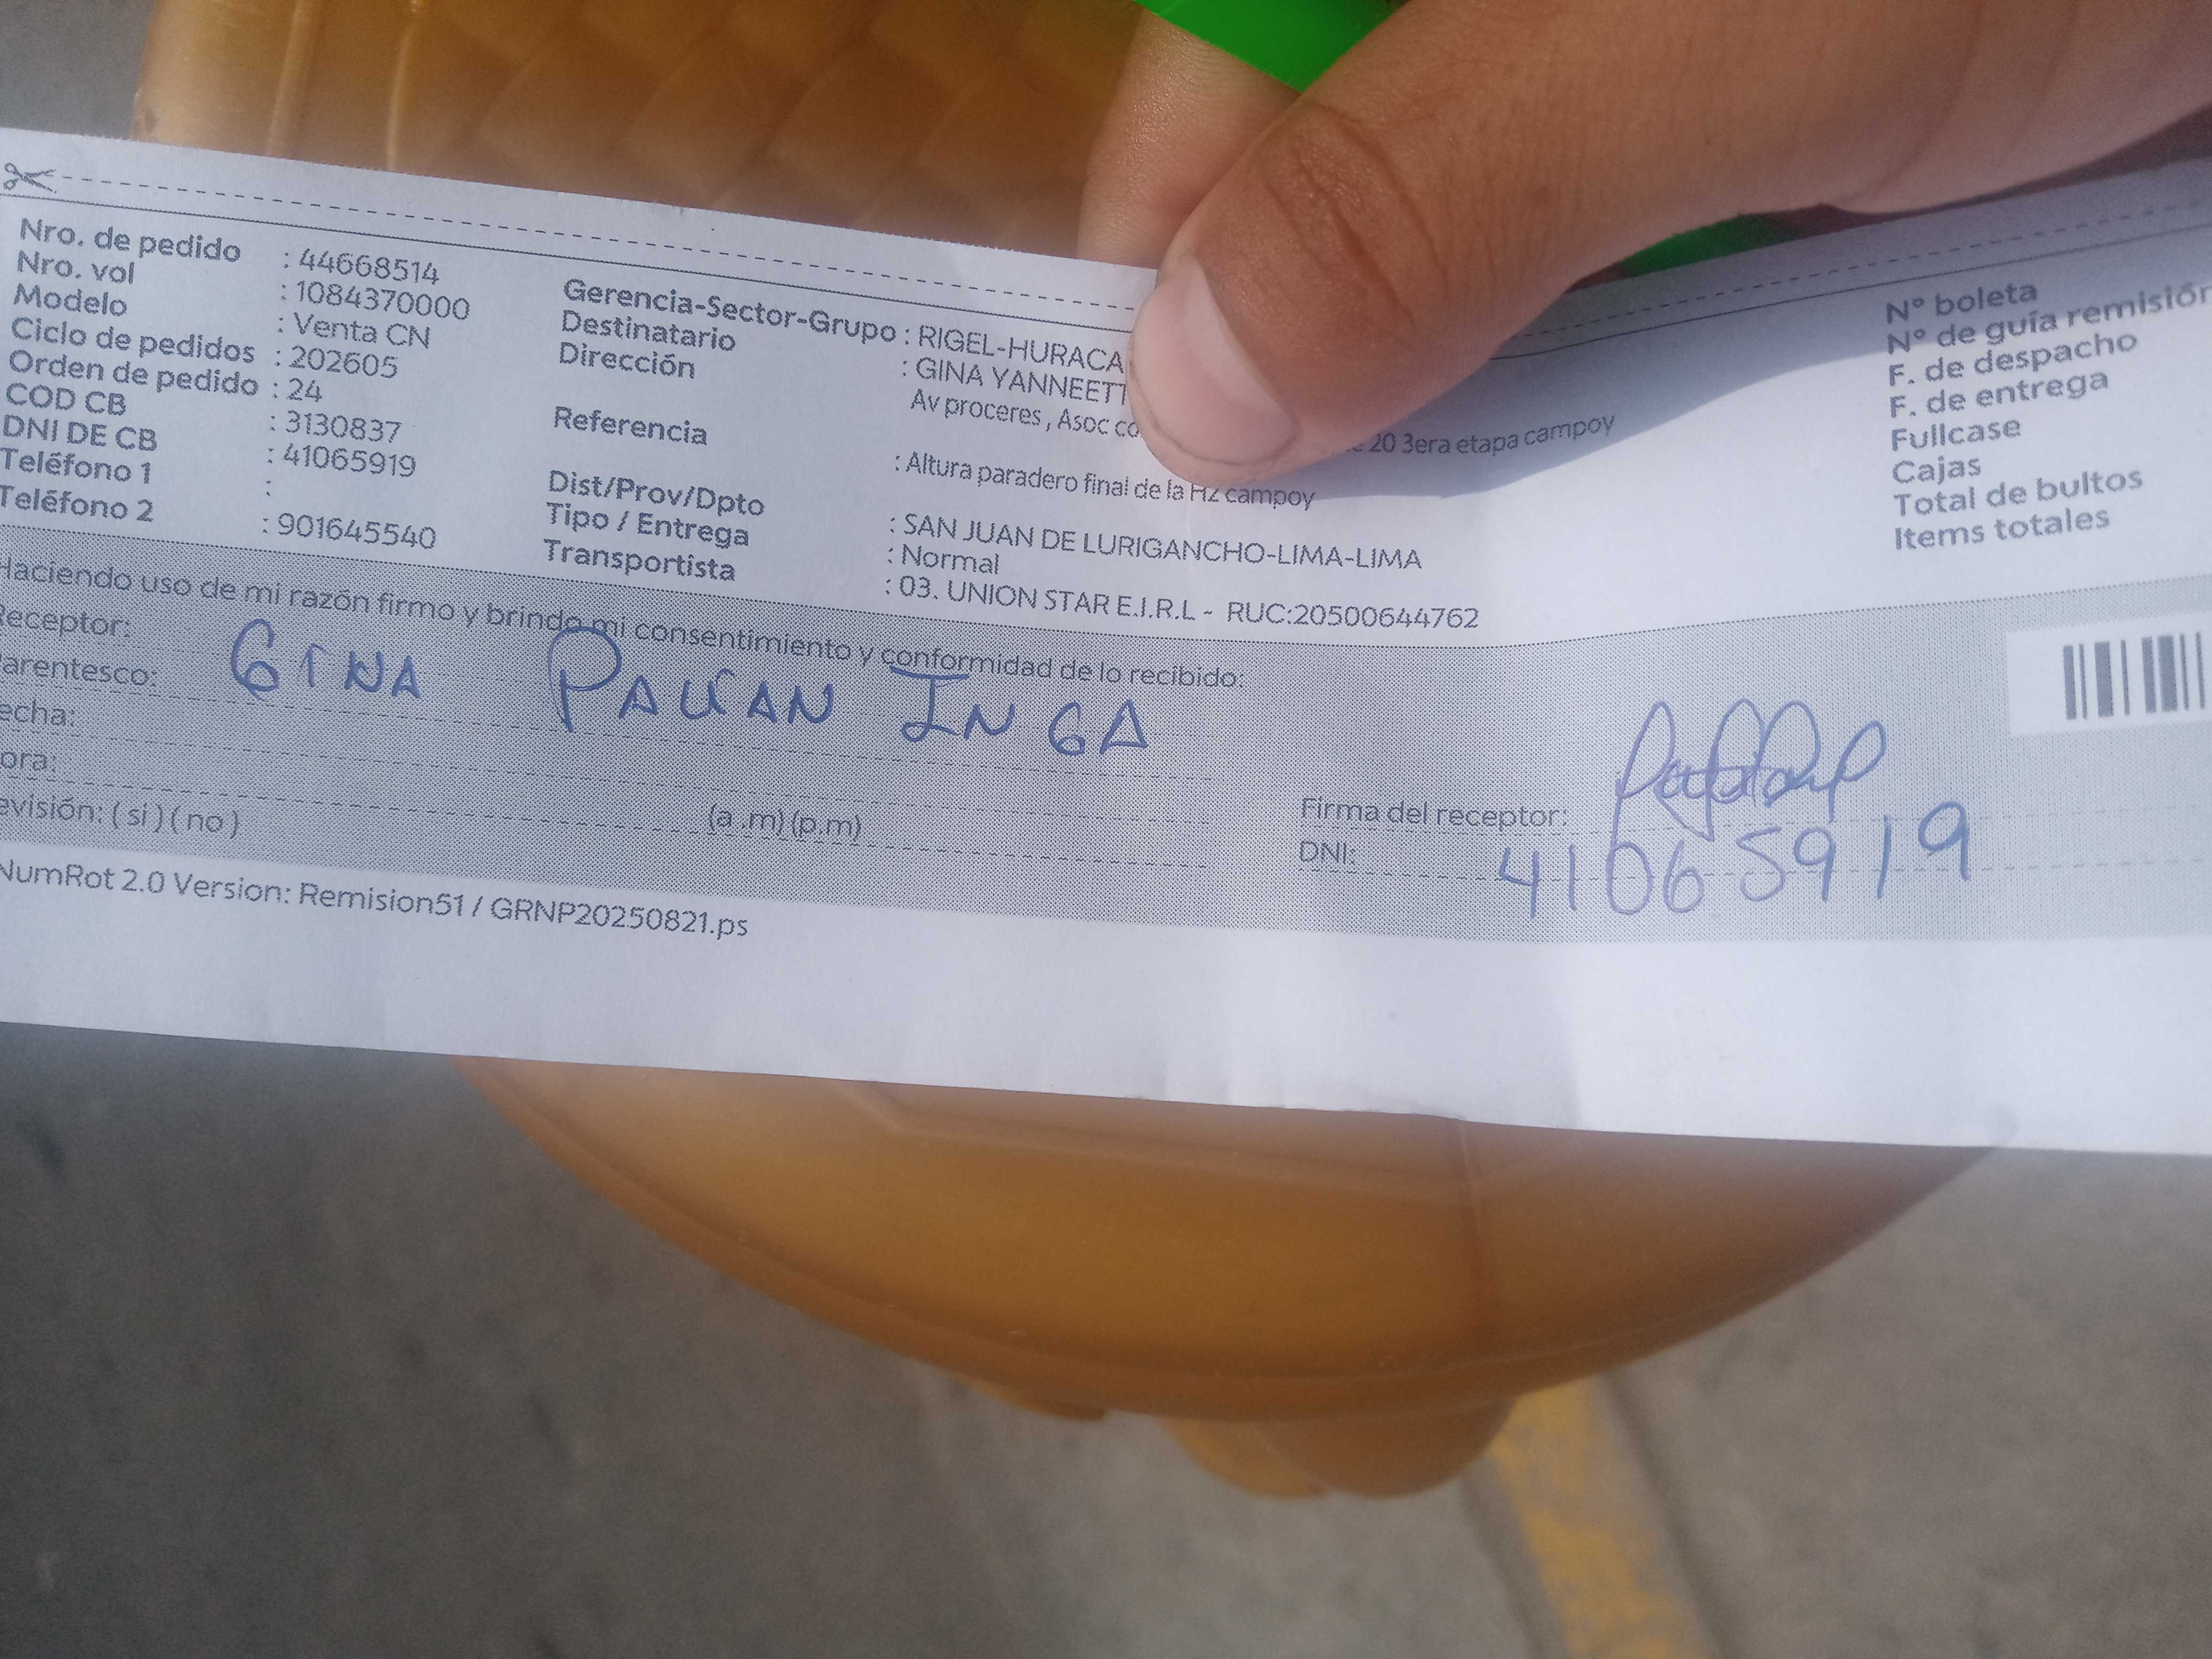 Nro. de pedido : 44668514
Nro. vol : 1084370000
Modelo : Venta CN
Ciclo de pedidos : 202605
Orden de pedido : 24
COD CB : 3130837
DNI DE CB : 41065919
Teléfono 1 :
Teléfono 2 : 901645540
Gerencia-Sector-Grupo : RIGEL-HURACA
Destinatario : GINA YANNEETT
Dirección Av proceres, Asoc 20 3era etapa campoy
Referencia : Altura paradero final de la HZ campoy
Dist/Prov/Dpto : SAN JUAN DE LURIGANCHO-LIMA-LIMA
Tipo / Entrega : Normal
Transportista : 03. UNION STAR E.I.R.L - RUC:20500644762
N° boleta
N° de guía remisión
F. de despacho
F. de entrega
Fullcase
Cajas
Total de bultos
Items totales
Haciendo uso de mi razón firmo y brindo mi consentimiento y conformidad de lo recibido:
Receptor: GINA PAUCAN INGA
arentesco:
echa:
ora: (a .m) (p.m)
evisión: ( si ) ( no )
Firma del receptor:
DNI: 41065919
NumRot 2.0 Version: Remision51 / GRNP20250821.ps